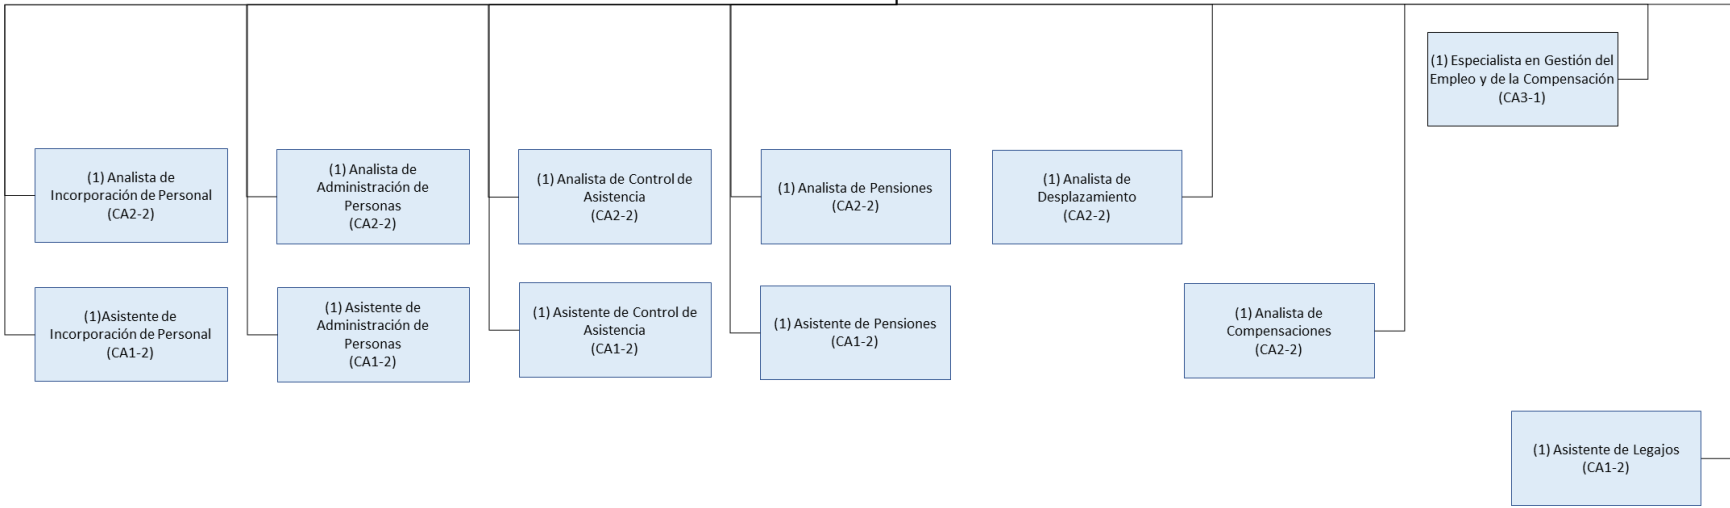 (1) Especialista en Gestión del
Empleo y de la Compensación
(CA3-1)
(1) Analista de
Incorporación de Personal
(CA2-2)
(1) Analista de
Administración de
Personas
(CA2-2)
(1) Analista de Control de
Asistencia
(CA2-2)
(1) Analista de Pensiones
(CA2-2)
(1) Analista de
Desplazamiento
(CA2-2)
(1)Asistente de
Incorporación de Personal
(CA1-2)
(1) Asistente de
Administración de
Personas
(CA1-2)
(1) Asistente de Control de
Asistencia
(CA1-2)
(1) Asistente de Pensiones
(CA1-2)
(1) Analista de
Compensaciones
(CA2-2)
(1) Asistente de Legajos
(CA1-2)